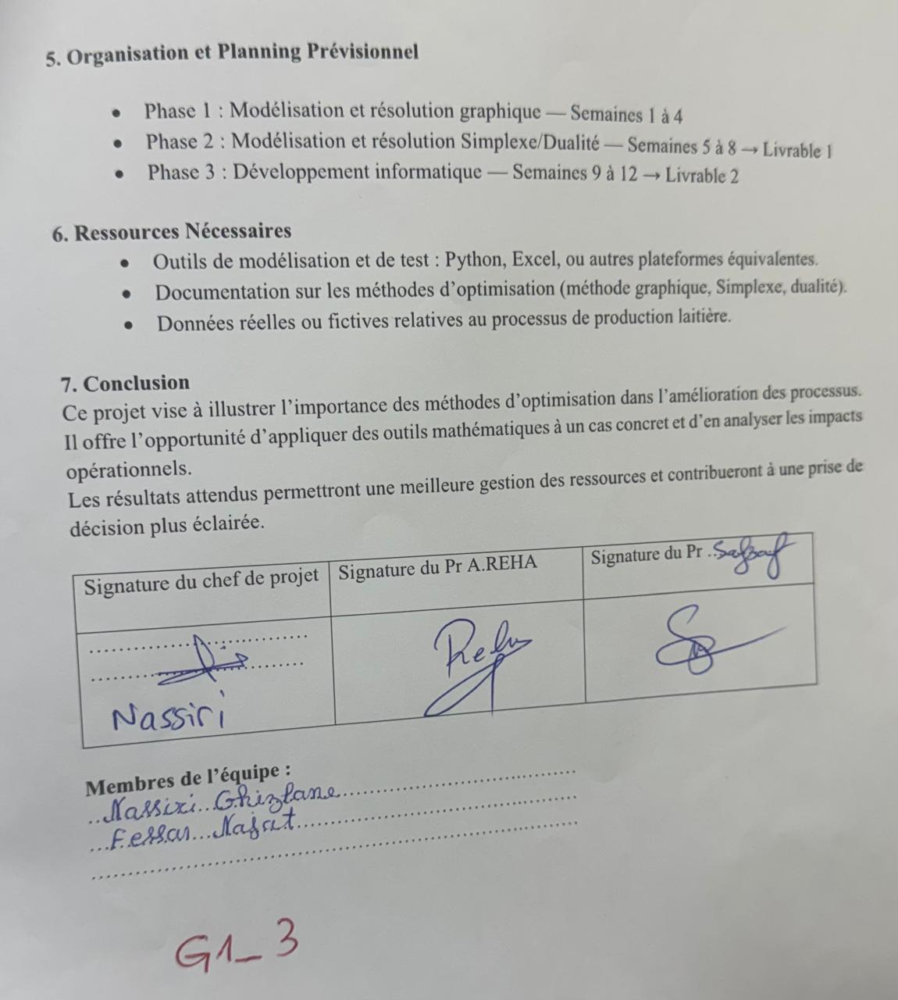 5. Organisation et Planning Prévisionnel
• Phase 1 : Modélisation et résolution graphique — Semaines 1 à 4
• Phase 2 : Modélisation et résolution Simplexe/Dualité — Semaines 5 à 8 → Livrable 1
• Phase 3 : Développement informatique — Semaines 9 à 12 → Livrable 2
6. Ressources Nécessaires
• Outils de modélisation et de test : Python, Excel, ou autres plateformes équivalentes.
• Documentation sur les méthodes d'optimisation (méthode graphique, Simplexe, dualité).
• Données réelles ou fictives relatives au processus de production laitière.
7. Conclusion
Ce projet vise à illustrer l'importance des méthodes d'optimisation dans l'amélioration des processus.
Il offre l'opportunité d'appliquer des outils mathématiques à un cas concret et d'en analyser les impacts
opérationnels.
Les résultats attendus permettront une meilleure gestion des ressources et contribueront à une prise de
décision plus éclairée.
Signature du chef de projet
Signature du Pr A.REHA
Signature du Pr .Safsaf
Reha
Nassiri
Membres de l'équipe :
Nassiri Ghizlane
Fessas Najat
G1_3